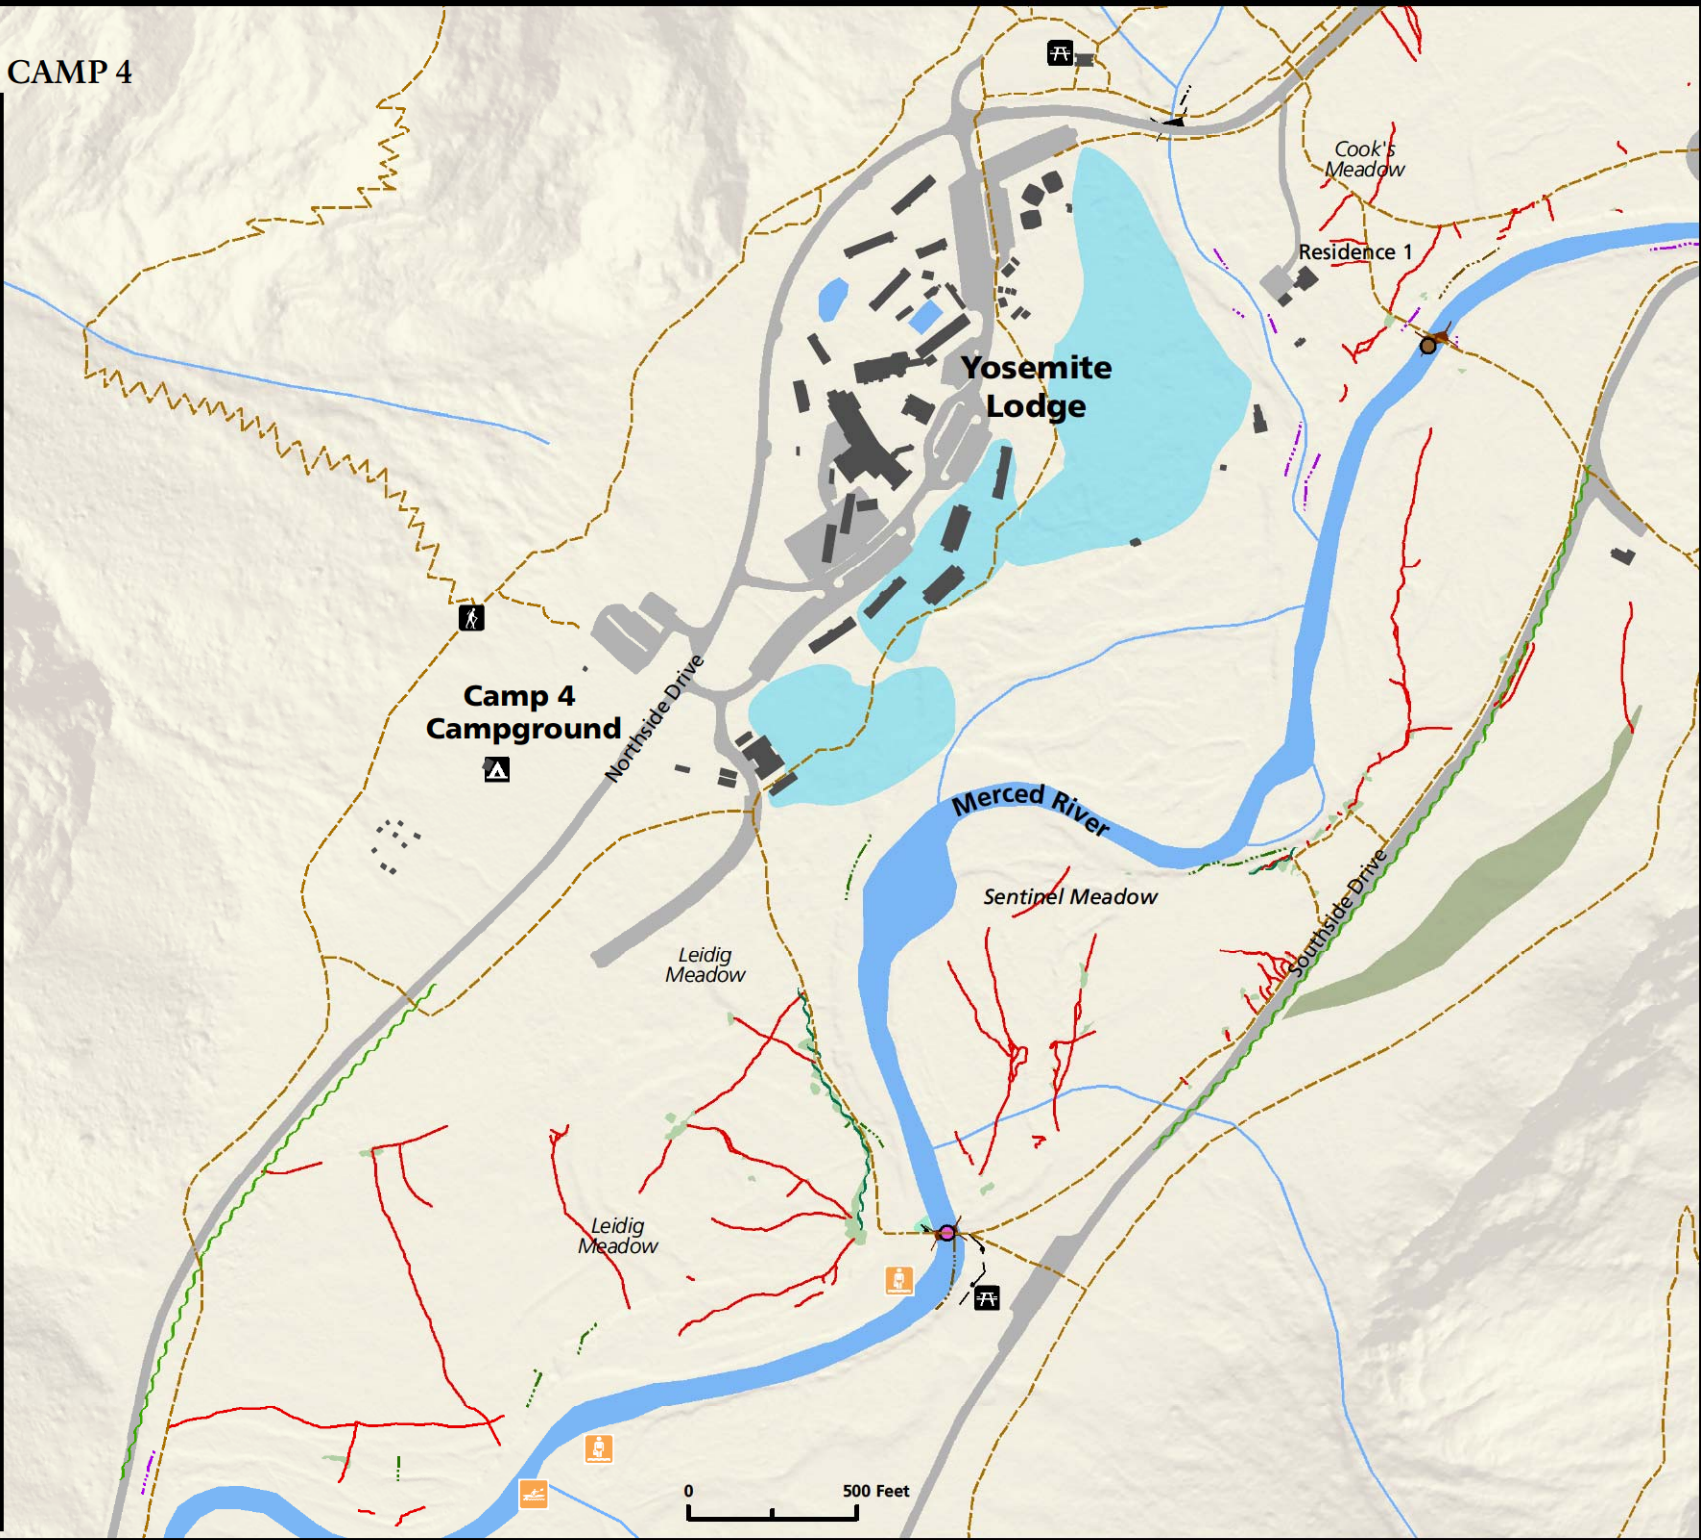 CAMP 4
Cook's
Meadow
Residence 1
Yosemite
Lodge
Camp 4
Campground
Northside Drive
Merced River
Sentinel Meadow
Southside Drive
Leidig
Meadow
Leidig
Meadow
0 500 Feet